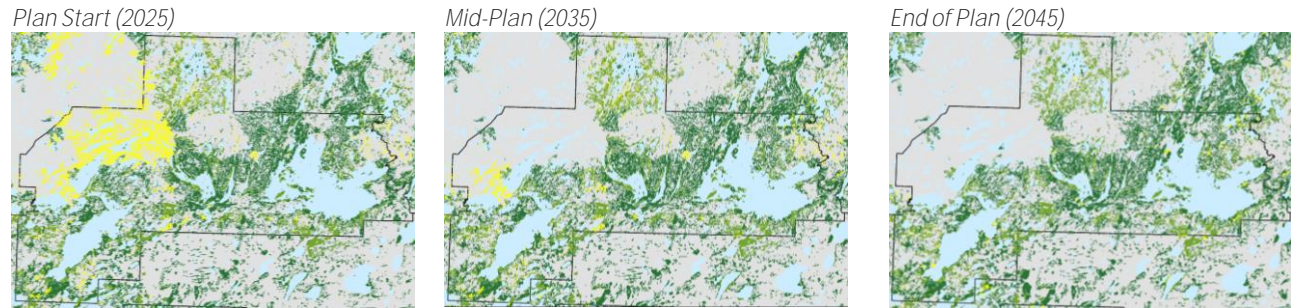 Plan Start (2025)
Mid-Plan (2035)
End of Plan (2045)